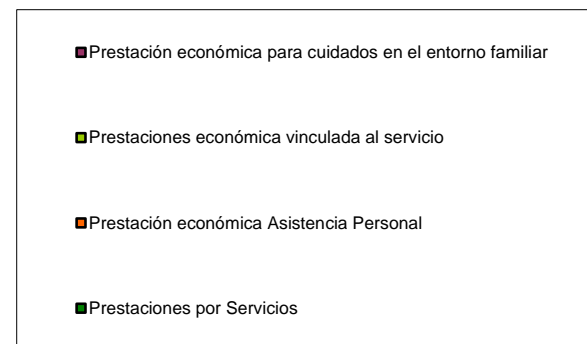 Prestación económica para cuidados en el entorno familiar
Prestaciones económica vinculada al servicio
Prestación económica Asistencia Personal
Prestaciones por Servicios